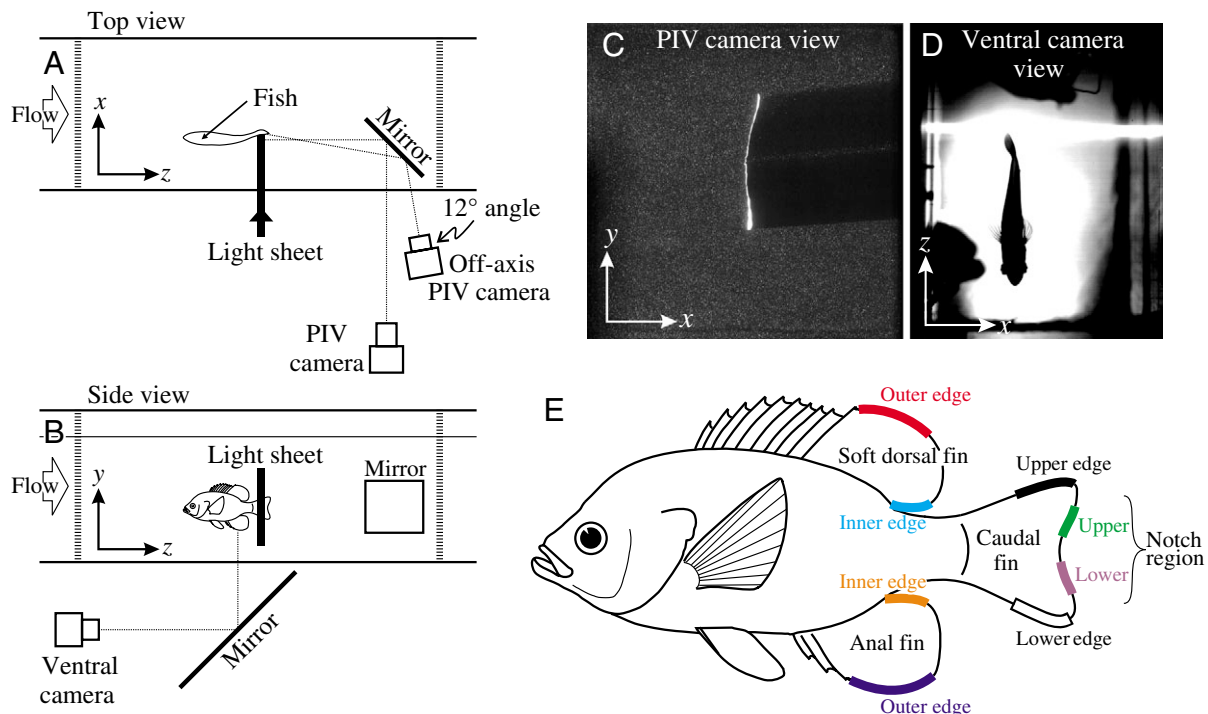 Top view
A
Flow
x
z
Fish
Mirror
12° angle
Light sheet
Off-axis
PIV camera
PIV
camera
Side view
B
Flow
y
z
Light sheet
Mirror
Mirror
Ventral
camera
C
PIV camera view
y
x
D
Ventral camera
view
z
x
E
Outer edge
Soft dorsal fin
Inner edge
Upper edge
Upper
Caudal
fin
Notch
region
Lower
Inner edge
Anal fin
Lower edge
Outer edge